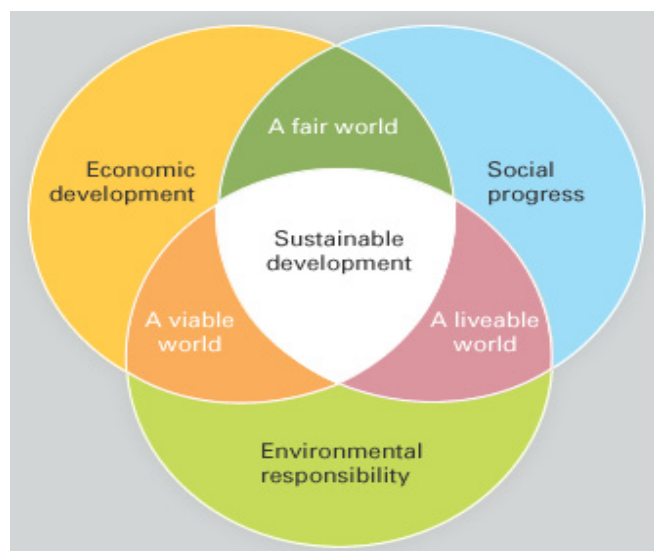 A fair world
Economic
development
Social
progress
Sustainable
development
A viable
world
A liveable
world
Environmental
responsibility